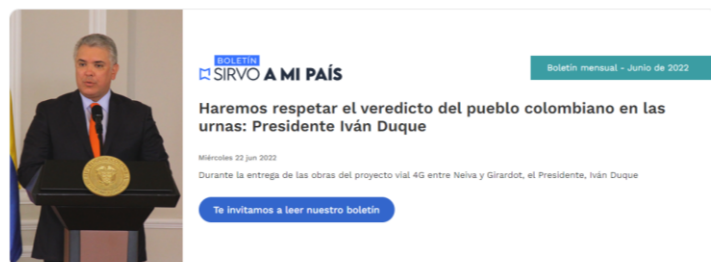 BOLETÍN
SIRVO A MI PAÍS
Boletín mensual - Junio de 2022
Haremos respetar el veredicto del pueblo colombiano en las
urnas: Presidente Iván Duque
Miércoles 22 jun 2022
Durante la entrega de las obras del proyecto vial 4G entre Neiva y Girardot, el Presidente, Iván Duque
Te invitamos a leer nuestro boletín